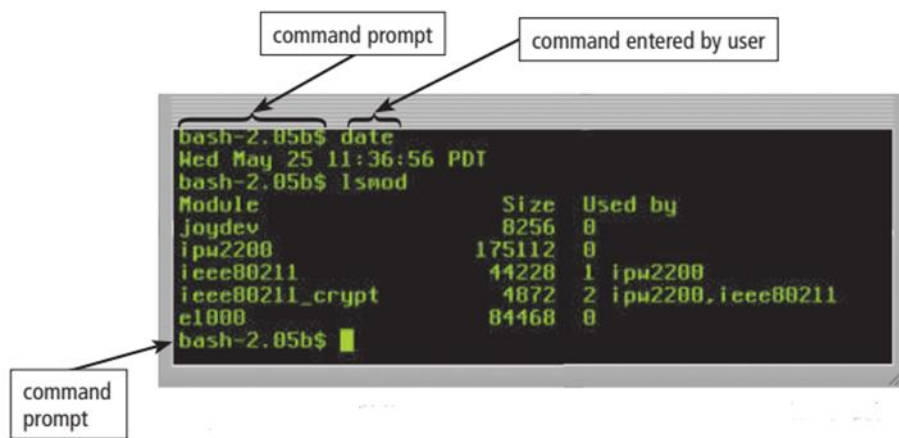 command prompt
command entered by user
bash-2.05b$ date
Wed May 25 11:36:56 PDT
bash-2.05b$ lsmod
Module Size Used by
joydev 8256 0
ipw2200 175112 0
ieee80211 44228 1 ipw2200
ieee80211_crypt 4872 2 ipw2200,ieee80211
e1000 84468 0
bash-2.05b$
command
prompt